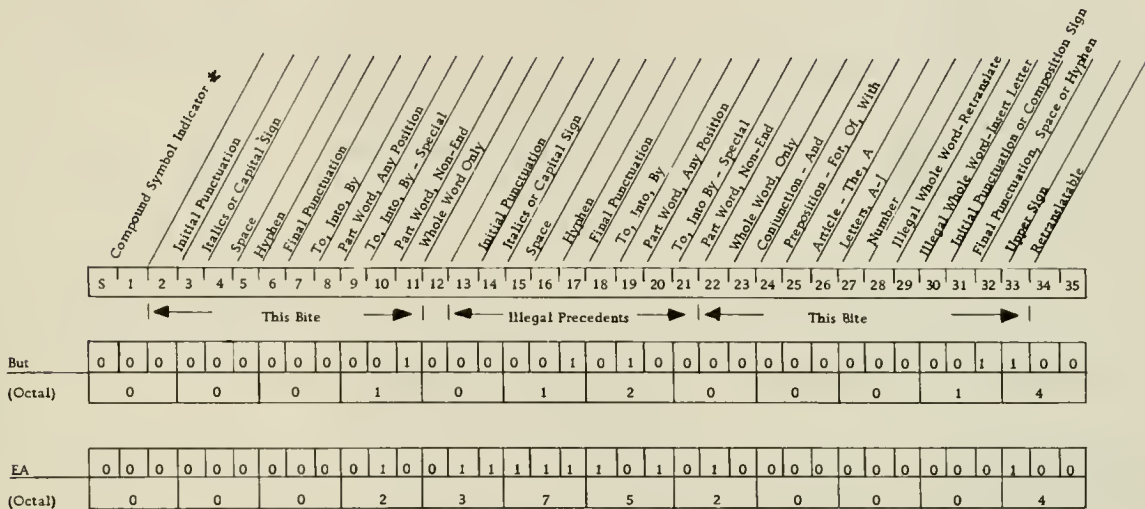 Compound Symbol Indicator *
Initial Punctuation
Italics or Capital Sign
Space
Hyphen
Final Punctuation
To, Into, By
Part Word, Any Position
To, Into, By - Special
Part Word, Non-End
Whole Word Only
Initial Punctuation
Italics or Capital Sign
Space
Hyphen
Final Punctuation
To, Into, By
Part Word, Any Position
To, Into By - Special
Part Word, Non-End
Whole Word, Only
Conjunction - And
Preposition - For, Of, With
Article - The, A
Letters, A-J
Number
Illegal Whole Word-Retranslate
Illegal Whole Word-Insert Letter
Initial Punctuation or Composition Sign
Final Punctuation, Space or Hyphen
Upper Sign
Retranslatable
S 1 2 3 4 5 6 7 8 9 10 11 12 13 14 15 16 17 18 19 20 21 22 23 24 25 26 27 28 29 30 31 32 33 34 35
This Bite Illegal Precedents This Bite
But 0 0 0 0 0 0 0 0 0 0 0 1 0 0 0 0 0 1 0 1 0 0 0 0 0 0 0 0 0 0 0 0 1 1 0 0
(Octal) 0 0 0 1 0 1 2 0 0 0 1 4
EA 0 0 0 0 0 0 0 0 0 0 1 0 0 1 1 1 1 1 1 0 1 0 1 0 0 0 0 0 0 0 0 0 0 1 0 0
(Octal) 0 0 0 2 3 7 5 2 0 0 0 4